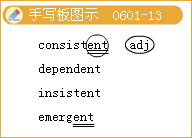 手写板图示 0601-13
consistent adj
dependent
insistent
emergent